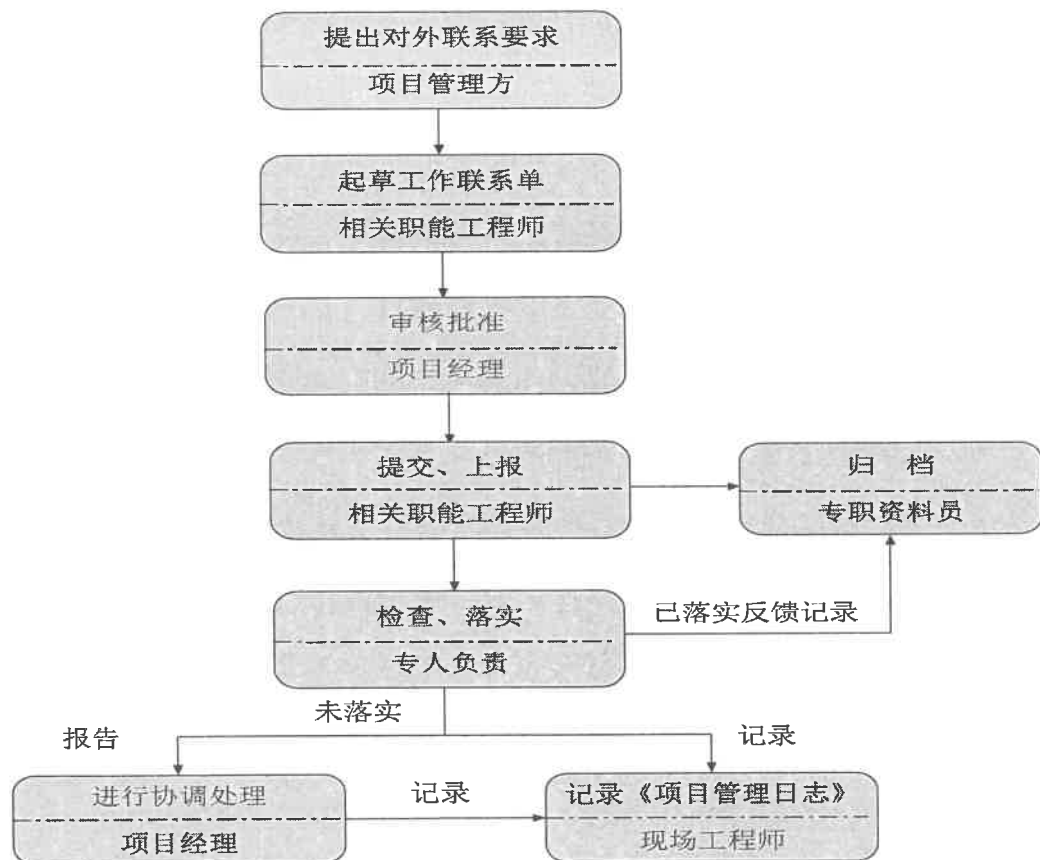 提出对外联系要求
项目管理方
起草工作联系单
相关职能工程师
审核批准
项目经理
提交、上报
相关职能工程师
归 档
专职资料员
检查、落实
专人负责
已落实反馈记录
未落实
报告
记录
进行协调处理
项目经理
记录
记录《项目管理日志》
现场工程师